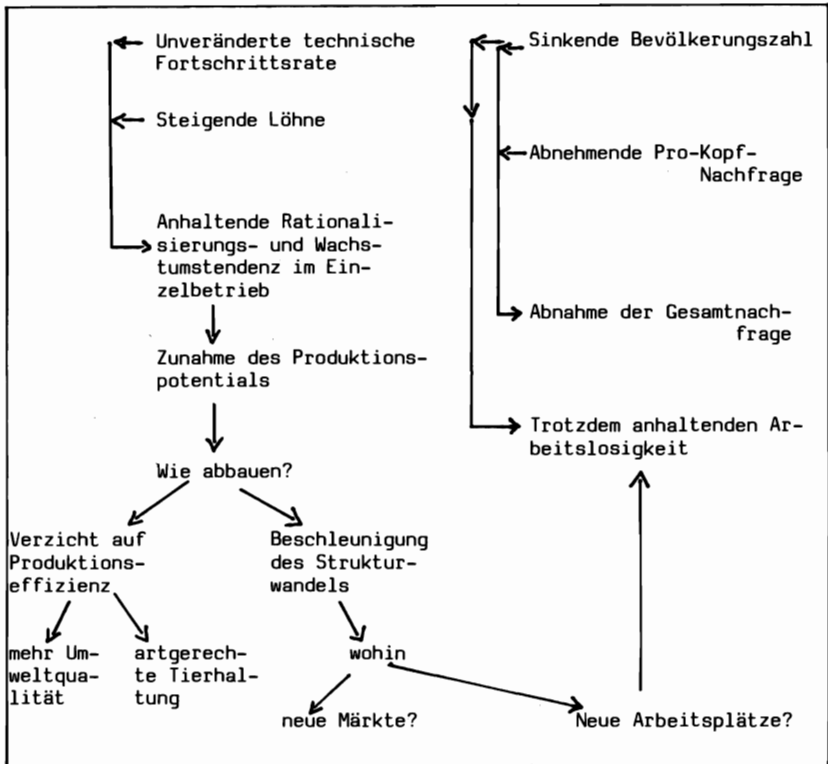 Unveränderte technische
Fortschrittsrate
Steigende Löhne
Anhaltende Rationali-
sierungs- und Wachs-
tumstendenz im Ein-
zelbetrieb
Zunahme des Produktions-
potentials
Wie abbauen?
Verzicht auf
Produktions-
effizienz
Beschleunigung
des Struktur-
wandels
mehr Um-
weltqua-
lität
artgerech-
te Tierhal-
tung
wohin
neue Märkte?
Neue Arbeitsplätze?
Sinkende Bevölkerungszahl
Abnehmende Pro-Kopf-
Nachfrage
Abnahme der Gesamtnach-
frage
Trotzdem anhaltenden Ar-
beitslosigkeit